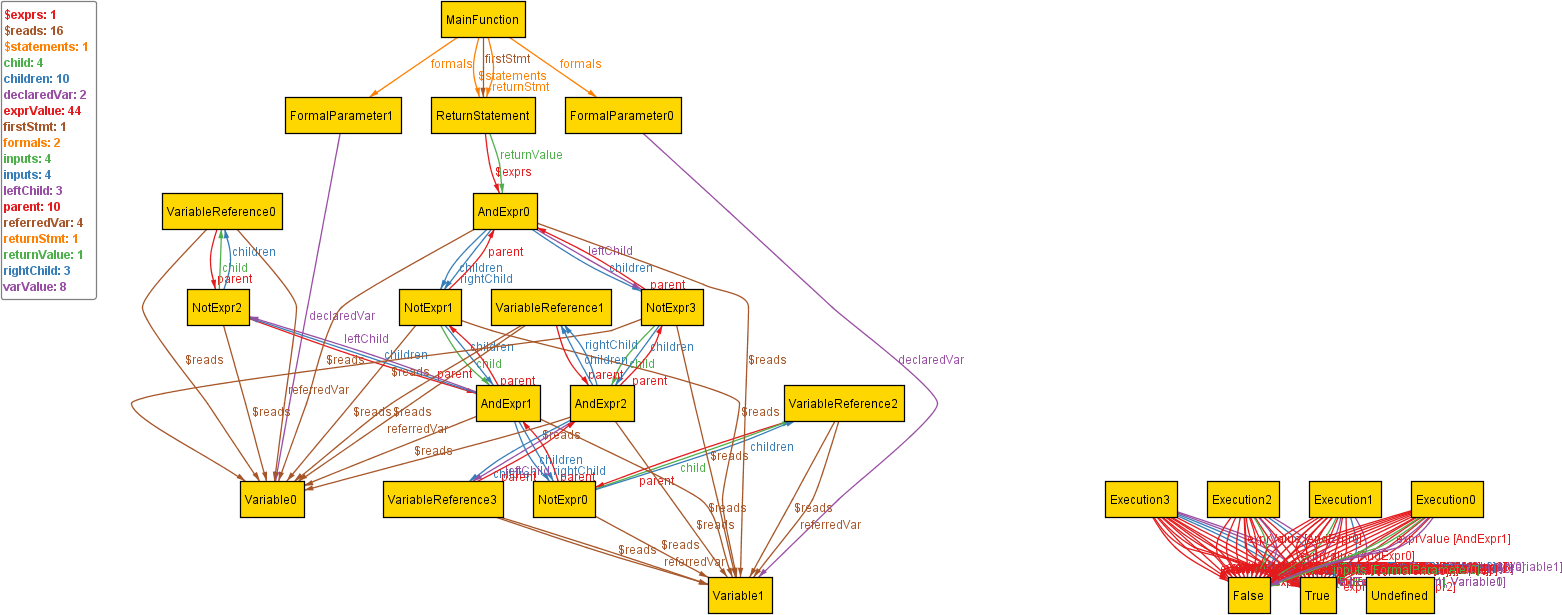 $exprs: 1
$reads: 16
$statements: 1
child: 4
children: 10
declaredVar: 2
exprValue: 44
firstStmt: 1
formals: 2
inputs: 4
inputs: 4
leftChild: 3
parent: 10
referredVar: 4
returnStmt: 1
returnValue: 1
rightChild: 3
varValue: 8
MainFunction
formals
firstStmt
$statements
returnStmt
formals
FormalParameter1
ReturnStatement
FormalParameter0
returnValue
$exprs
VariableReference0
AndExpr0
children
child
parent
parent
children
rightChild
leftChild
children
parent
NotExpr2
NotExpr1
VariableReference1
NotExpr3
declaredVar
leftChild
children
parent
$reads
$reads
$reads
referredVar
children
child
parent
rightChild
children
parent
children
child
parent
$reads
declaredVar
AndExpr1
AndExpr2
VariableReference2
$reads
$reads
$reads
$reads
referredVar
$reads
$reads
children
rightChild
parent
leftChild
parent
$reads
child
children
parent
Variable0
VariableReference3
NotExpr0
$reads
$reads
$reads
referredVar
$reads
$reads
referredVar
Variable1
Execution3
Execution2
Execution1
Execution0
exprValue [AndExpr0]
exprValue [AndExpr1]
False
True
Undefined